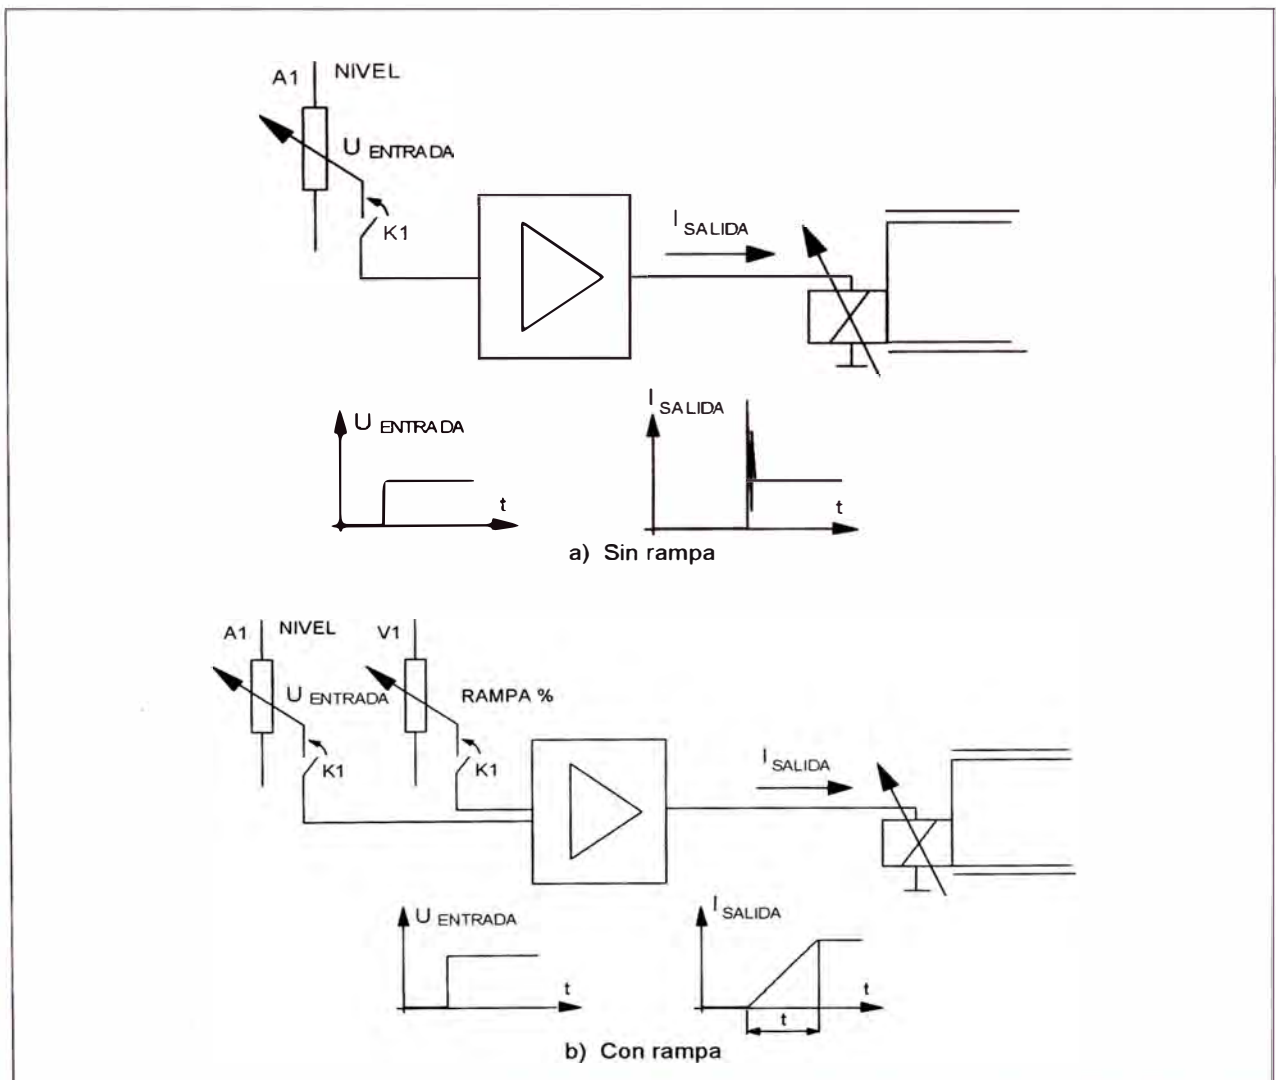 A1 NIVEL
U ENTRADA
K1
I SALIDA
U ENTRADA
t
I SALIDA
t
a) Sin rampa
A1 NIVEL
V1
U ENTRADA
RAMPA %
K1
K1
I SALIDA
U ENTRADA
t
I SALIDA
t
t
b) Con rampa